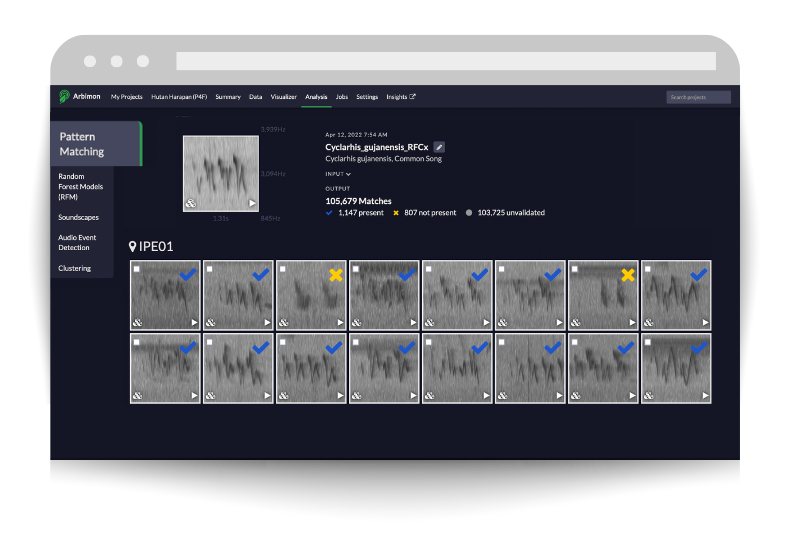 Arbimon My Projects Hutan Harapan (P4F) Summary Data Visualizer Analysis Jobs Settings Insights Search projects
Pattern
Matching
Random
Forest Models
(RFM)
Soundscapes
Audio Event
Detection
Clustering
3,939Hz
3,094Hz
1.31s 845Hz
Apr 12, 2022 7:54 AM
Cyclarhis_gujanensis_RFCx
Cyclarhis gujanensis, Common Song
INPUT
OUTPUT
105,679 Matches
1,147 present 807 not present 103,725 unvalidated
IPE01
& & & & & & & &
& & & & & & & &